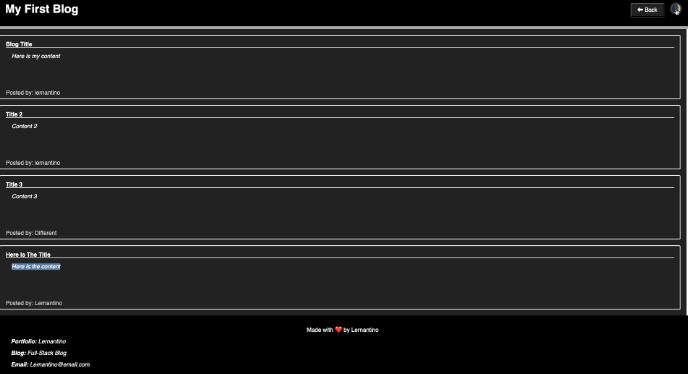 My First Blog
Back
Blog Title
Here is my content
Posted by: lemantino
Title 2
Content 2
Posted by: lemantino
Title 3
Content 3
Posted by: Different
Here Is The Title
Here is the content
Posted by: Lemantino
Made with ❤️ by Lemantino
Portfolio: Lemantino
Blog: Full-Stack Blog
Email: Lemantino@email.com